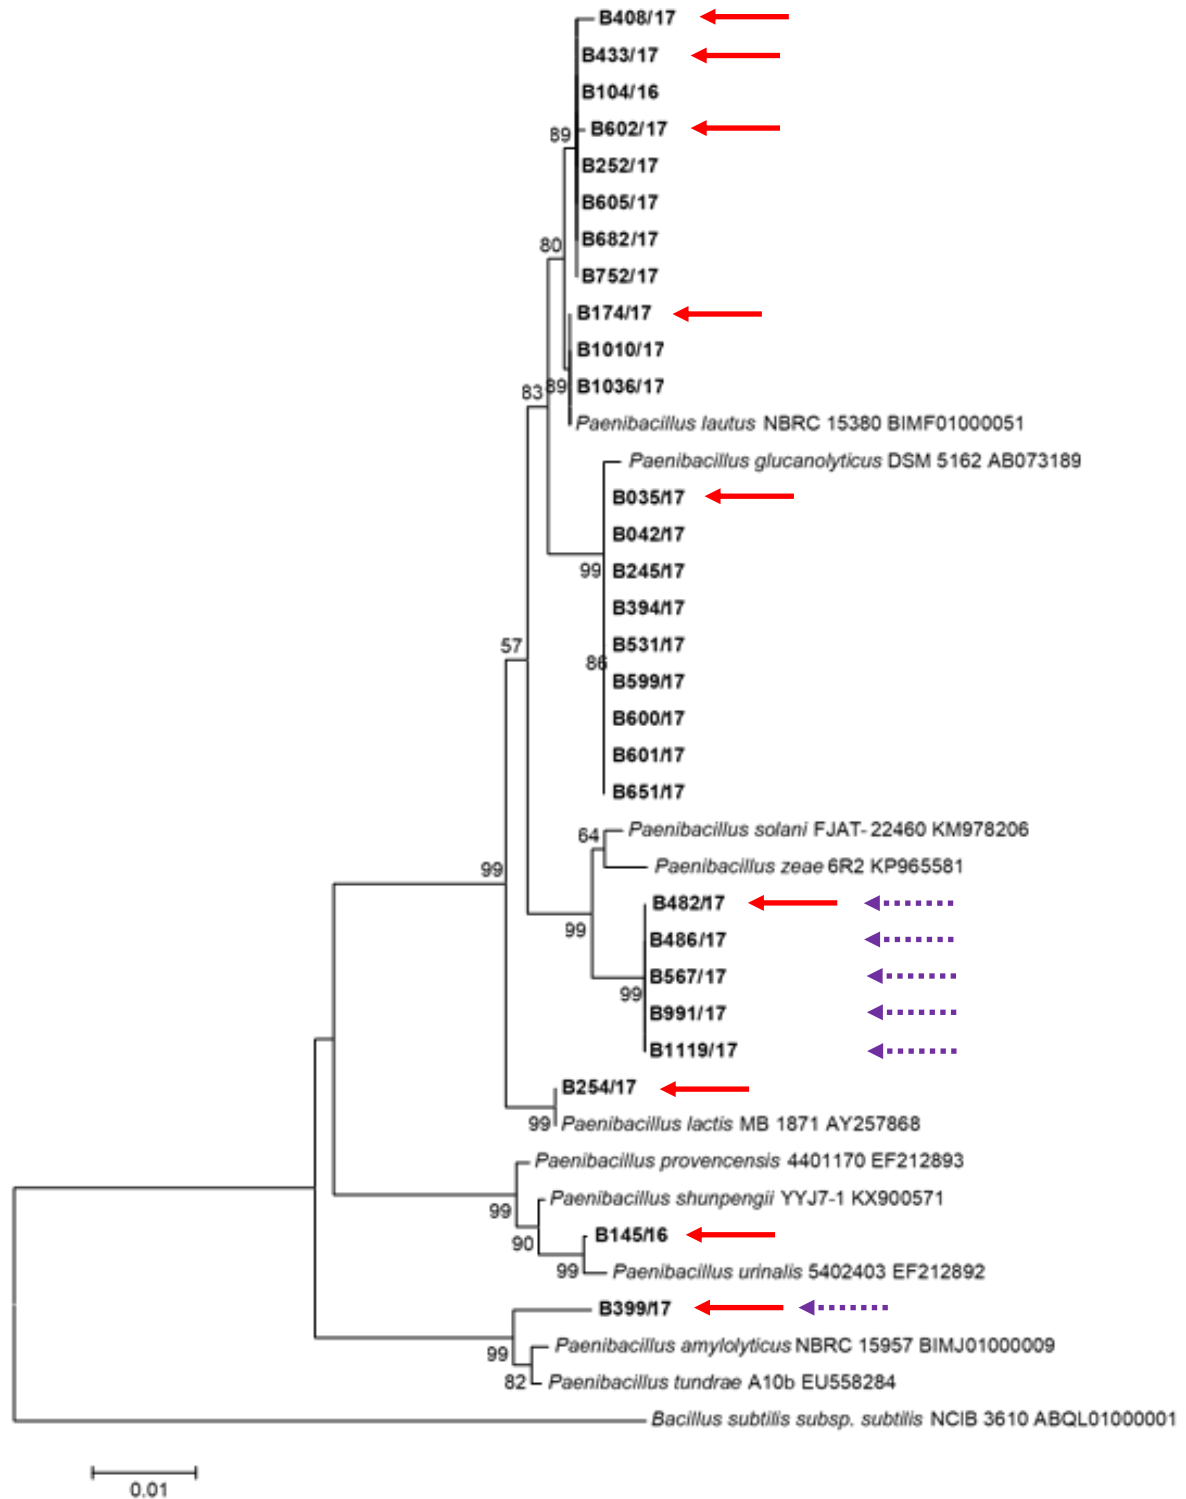 B408/17
B433/17
B104/16
89
B602/17
B252/17
B605/17
B682/17
80
B752/17
B174/17
B1010/17
83
89
B1036/17
Paenibacillus lautus NBRC 15380 BIMF01000051
Paenibacillus glucanolyticus DSM 5162 AB073189
B035/17
B042/17
99
B245/17
B394/17
57
B531/17
86
B599/17
B600/17
B601/17
B651/17
64
Paenibacillus solani FJAT- 22460 KM978206
99
Paenibacillus zeae 6R2 KP965581
B482/17
99
B486/17
B567/17
99
B991/17
B1119/17
B254/17
99
Paenibacillus lactis MB 1871 AY257868
Paenibacillus provencensis 4401170 EF212893
99
Paenibacillus shunpengii YYJ7-1 KX900571
90
B145/16
99
Paenibacillus urinalis 5402403 EF212892
B399/17
99
Paenibacillus amylolyticus NBRC 15957 BIMJ01000009
82
Paenibacillus tundrae A10b EU558284
Bacillus subtilis subsp. subtilis NCIB 3610 ABQL01000001
0.01